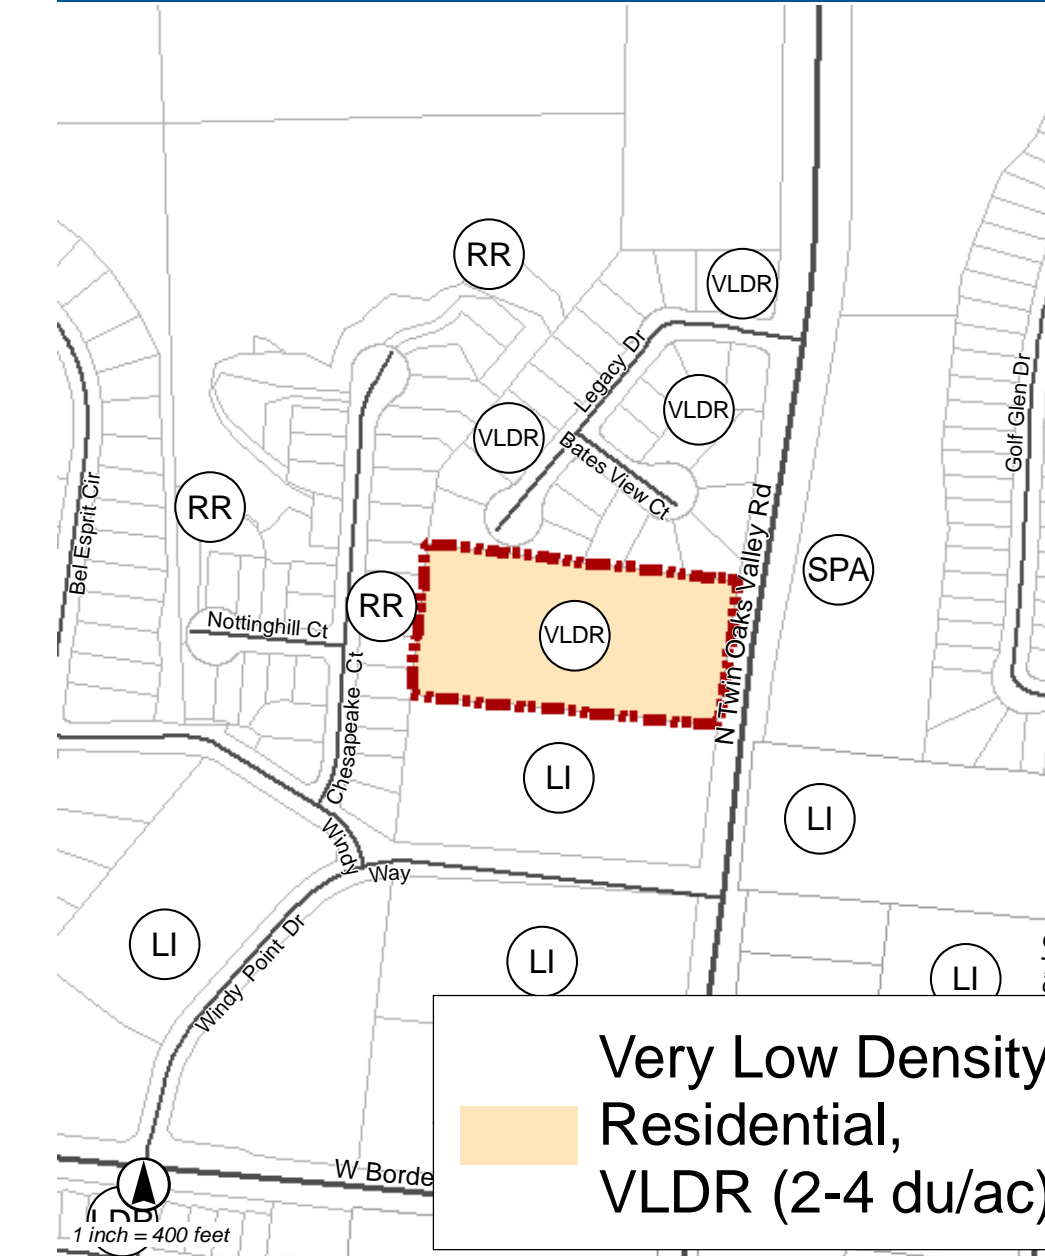 RR
VLDR
Legacy Dr
VLDR
Golf Glen Dr
VLDR
Bates View Ct
Bel Esprit Cir
RR
N Twin Oaks Valley Rd
SPA
RR
Nottinghill Ct
VLDR
Chesapeake Ct
LI
LI
Windy
Way
LI
Windy Point Dr
LI
LI
Very Low Density
Residential,
VLDR (2-4 du/ac)
W Borde
LDR
1 inch = 400 feet